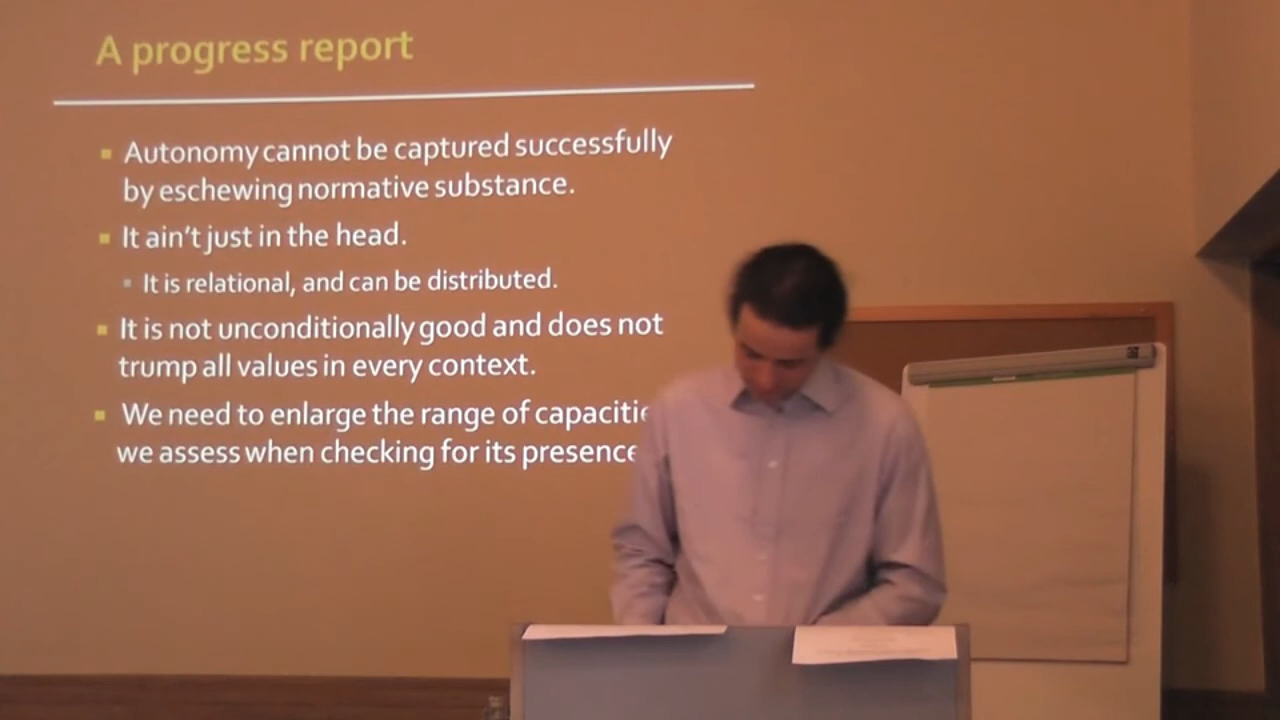 A progress report
Autonomy cannot be captured successfully
by eschewing normative substance.
It ain't just in the head.
It is relational, and can be distributed.
It is not unconditionally good and does not
trump all values in every context.
We need to enlarge the range of
we assess when checking for its presence